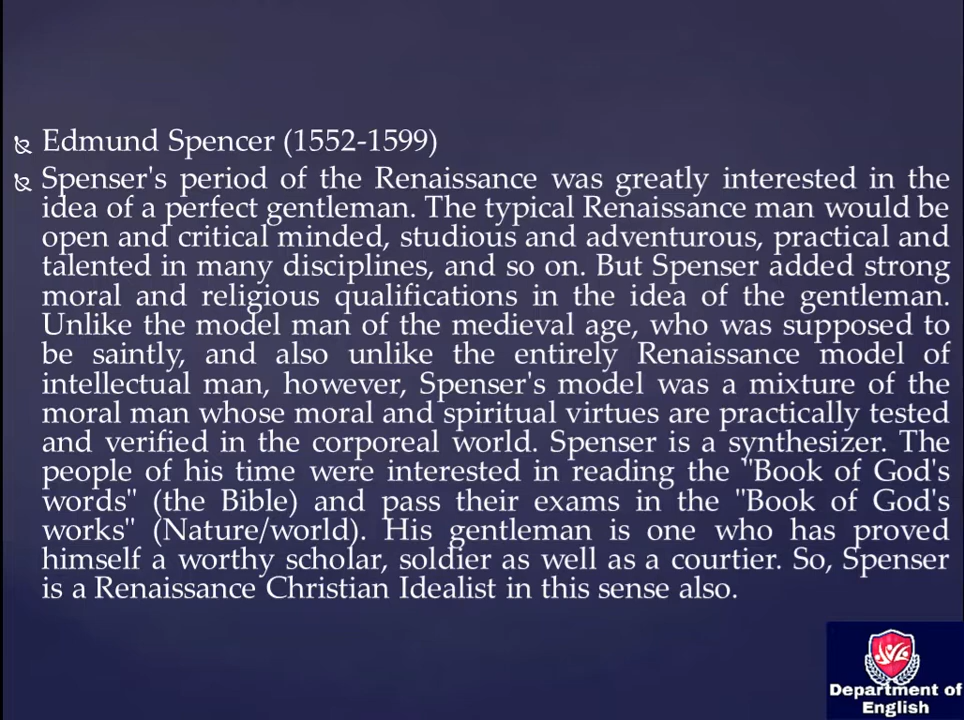 Edmund Spencer (1552-1599)
Spenser's period of the Renaissance was greatly interested in the
idea of a perfect gentleman. The typical Renaissance man would be
open and critical minded, studious and adventurous, practical and
talented in many disciplines, and so on. But Spenser added strong
moral and religious qualifications in the idea of the gentleman.
Unlike the model man of the medieval age, who was supposed to
be saintly, and also unlike the entirely Renaissance model of
intellectual man, however, Spenser's model was a mixture of the
moral man whose moral and spiritual virtues are practically tested
and verified in the corporeal world. Spenser is a synthesizer. The
people of his time were interested in reading the "Book of God's
words" (the Bible) and pass their exams in the "Book of God's
works" (Nature/world). His gentleman is one who has proved
himself a worthy scholar, soldier as well as a courtier. So, Spenser
is a Renaissance Christian Idealist in this sense also.
Department of
English